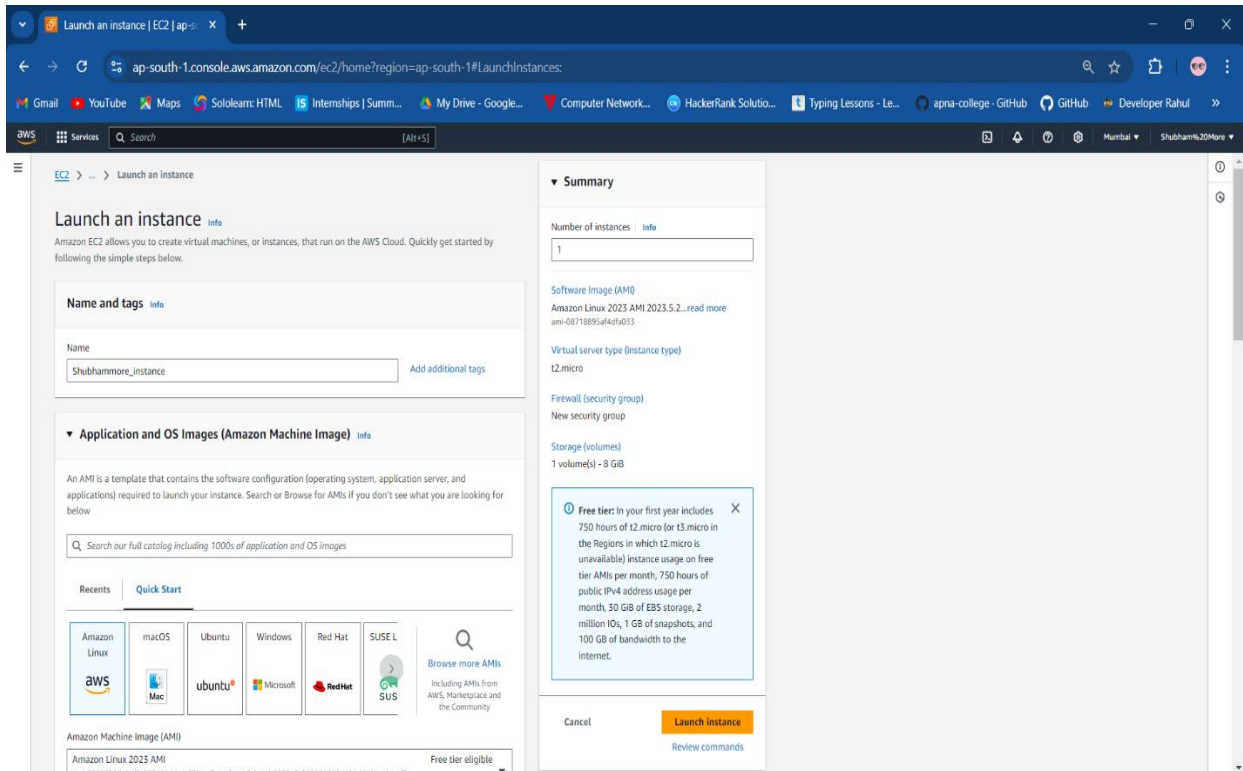 Launch an instance | EC2 | ap-so
ap-south-1.console.aws.amazon.com/ec2/home?region=ap-south-1#LaunchInstances:
Gmail YouTube Maps Sololearn: HTML Internships | Summ... My Drive - Google... Computer Network... HackerRank Solutio... Typing Lessons - Le... apna-college · GitHub GitHub Developer Rahul »
aws Services Search [Alt+S] Mumbai Shubham%20More
EC2 > ... > Launch an instance
Launch an instance Info
Amazon EC2 allows you to create virtual machines, or instances, that run on the AWS Cloud. Quickly get started by
following the simple steps below.
Name and tags Info
Name
Shubhammore_instance Add additional tags
Application and OS Images (Amazon Machine Image) Info
An AMI is a template that contains the software configuration (operating system, application server, and
applications) required to launch your instance. Search or Browse for AMIs if you don't see what you are looking for
below
Search our full catalog including 1000s of application and OS images
Recents Quick Start
Amazon Linux
aws
macOS
Mac
Ubuntu
ubuntu®
Windows
Microsoft
Red Hat
RedHat
SUSE L
SUS
Browse more AMIs
Including AMIs from
AWS, Marketplace and
the Community
Amazon Machine Image (AMI)
Amazon Linux 2023 AMI Free tier eligible
Summary
Number of instances Info
1
Software Image (AMI)
Amazon Linux 2023 AMI 2023.5.2...read more
ami-08718895af4dfa033
Virtual server type (instance type)
t2.micro
Firewall (security group)
New security group
Storage (volumes)
1 volume(s) - 8 GiB
Free tier: In your first year includes
750 hours of t2.micro (or t3.micro in
the Regions in which t2.micro is
unavailable) instance usage on free
tier AMIs per month, 750 hours of
public IPv4 address usage per
month, 30 GiB of EBS storage, 2
million IOs, 1 GB of snapshots, and
100 GB of bandwidth to the
internet.
Cancel Launch instance
Review commands